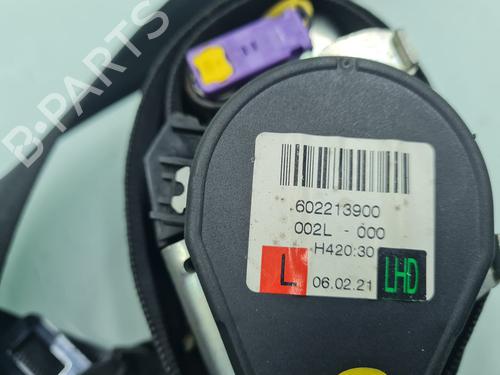 602213900
002L - 000
H420:30
L 06.02.21 LHD
B-PARTS